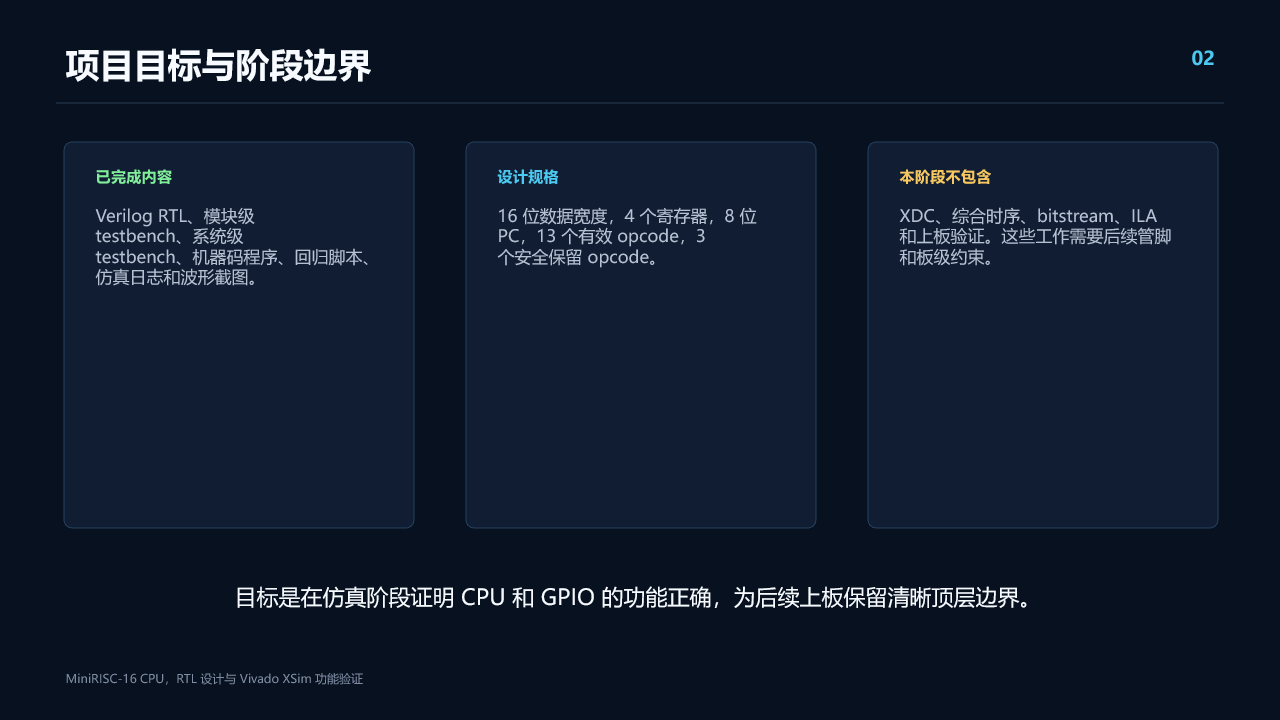 项目目标与阶段边界
02
已完成内容
Verilog RTL、模块级
testbench、系统级
testbench、机器码程序、回归脚本、
仿真日志和波形截图。
设计规格
16 位数据宽度，4 个寄存器，8 位
PC，13 个有效 opcode，3
个安全保留 opcode。
本阶段不包含
XDC、综合时序、bitstream、ILA
和上板验证。这些工作需要后续管脚
和板级约束。
目标是在仿真阶段证明 CPU 和 GPIO 的功能正确，为后续上板保留清晰顶层边界。
MiniRISC-16 CPU，RTL 设计与 Vivado XSim 功能验证